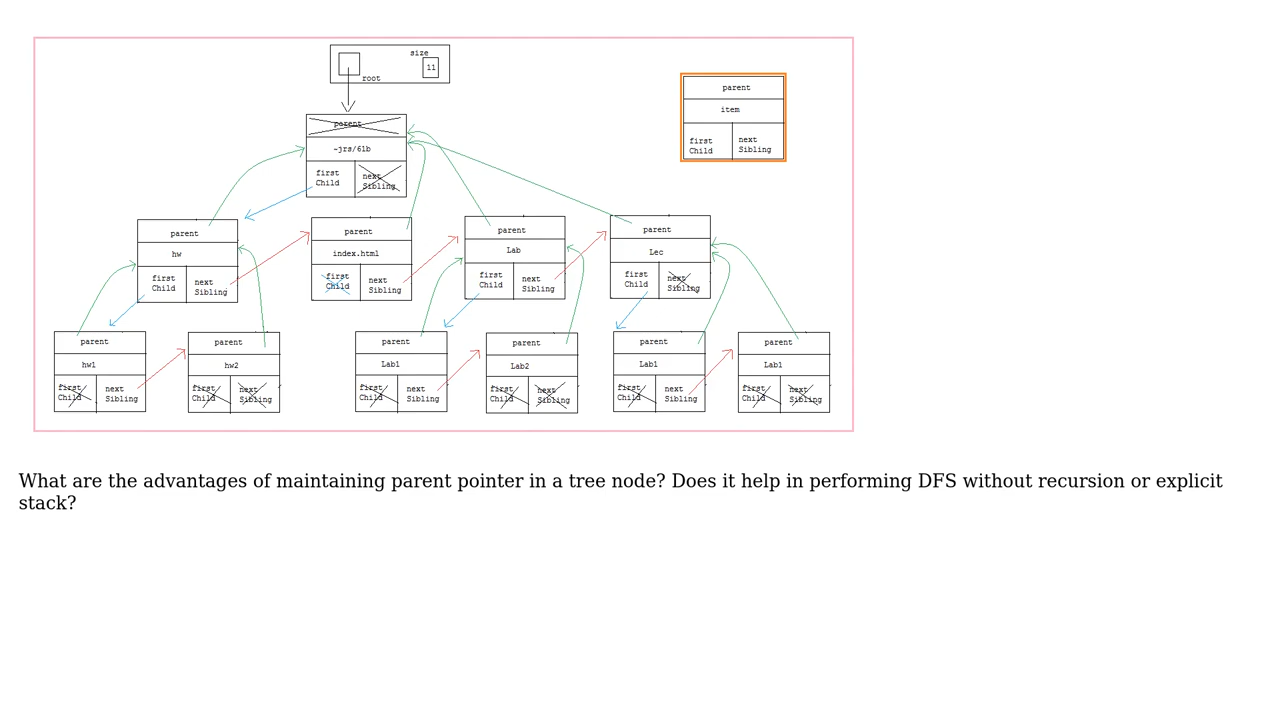 size
11
root
parent
item
first
Child
next
Sibling
parent
~jrs/61b
first
Child
next
Sibling
parent
hw
first
Child
next
Sibling
parent
index.html
first
Child
next
Sibling
parent
Lab
first
Child
next
Sibling
parent
Lec
first
Child
next
Sibling
parent
hw1
first
Child
next
Sibling
parent
hw2
first
Child
next
Sibling
parent
Lab1
first
Child
next
Sibling
parent
Lab2
first
Child
next
Sibling
parent
Lab1
first
Child
next
Sibling
parent
Lab1
first
Child
next
Sibling
What are the advantages of maintaining parent pointer in a tree node? Does it help in performing DFS without recursion or explicit
stack?